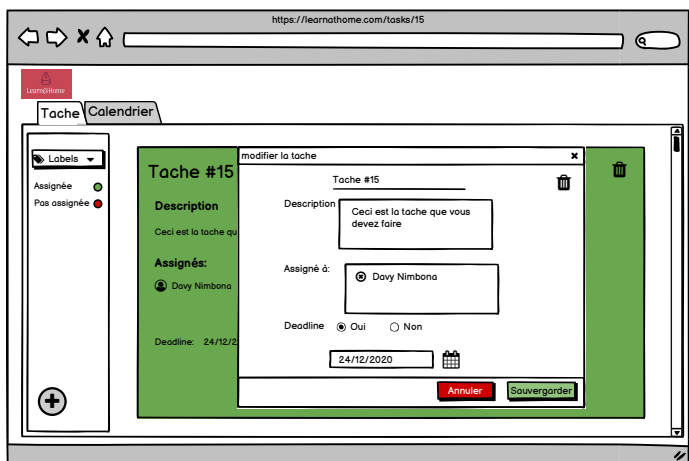 https://learnathome.com/tasks/15
Learn@Home
Tache
Calendrier
Labels
Assignée
Pas assignée
Tache #15
Description
Ceci est la tache qu
Assignés:
Davy Nimbona
Deadline: 24/12/2
modifier la tache
Tache #15
Description
Ceci est la tache que vous
devez faire
Assigné à:
Davy Nimbona
Deadline
Oui
Non
24/12/2020
Annuler
Sauvergarder